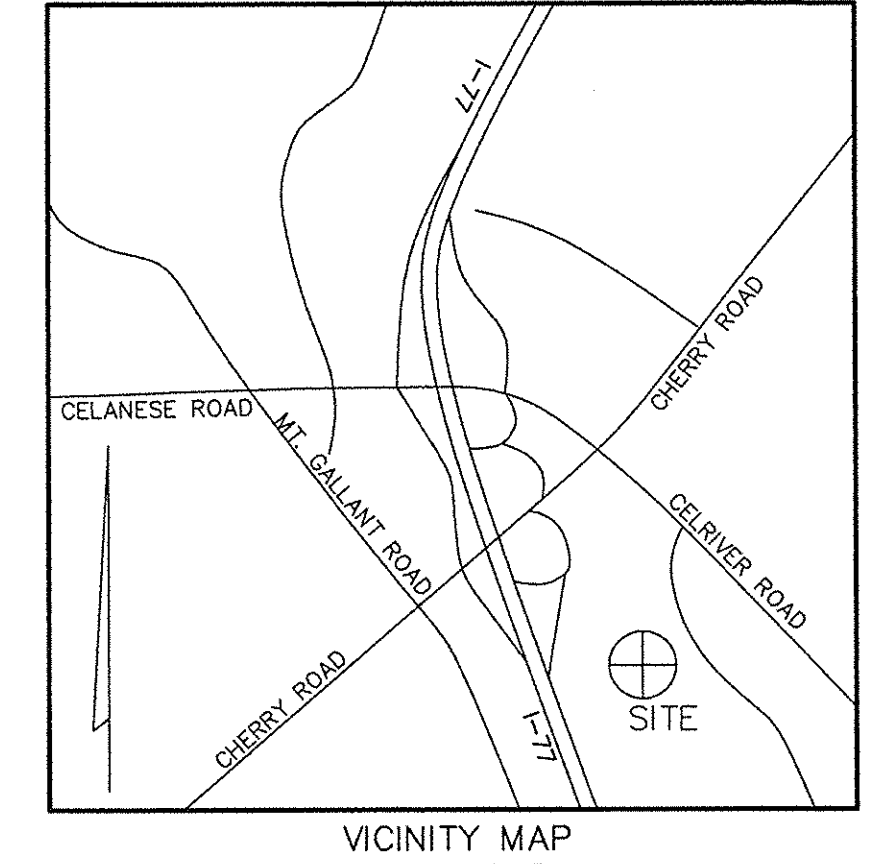 I-77
CHERRY ROAD
CELANESE ROAD
MT. GALLANT ROAD
CELRIVER ROAD
CHERRY ROAD
SITE
I-77
VICINITY MAP